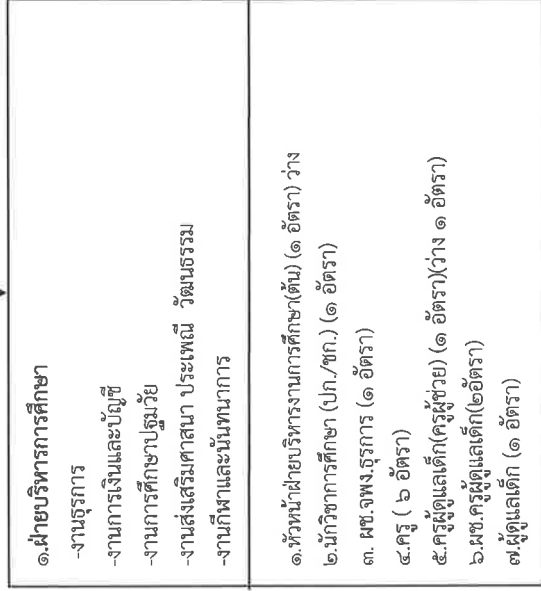 ๑.ฝ่ายบริหารการศึกษา
-งานธุรการ
-งานการเงินและบัญชี
-งานการศึกษาปฐมวัย
-งานส่งเสริมศาสนา ประเพณี วัฒนธรรม
-งานกีฬาและนันทนาการ
๑.หัวหน้าฝ่ายบริหารงานการศึกษา(ต้น) (๑ อัตรา) ว่าง
๒.นักวิชาการศึกษา (ปก./ชก.) (๑ อัตรา)
๓. ผช.จพง.ธุรการ (๑ อัตรา)
๔.ครู ( ๖ อัตรา)
๕.ครูผู้ดูแลเด็ก(ครูผู้ช่วย) (๑ อัตรา)(ว่าง ๑ อัตรา)
๖.ผช.ครูผู้ดูแลเด็ก(๒อัตรา)
๗.ผู้ดูแลเด็ก (๑ อัตรา)